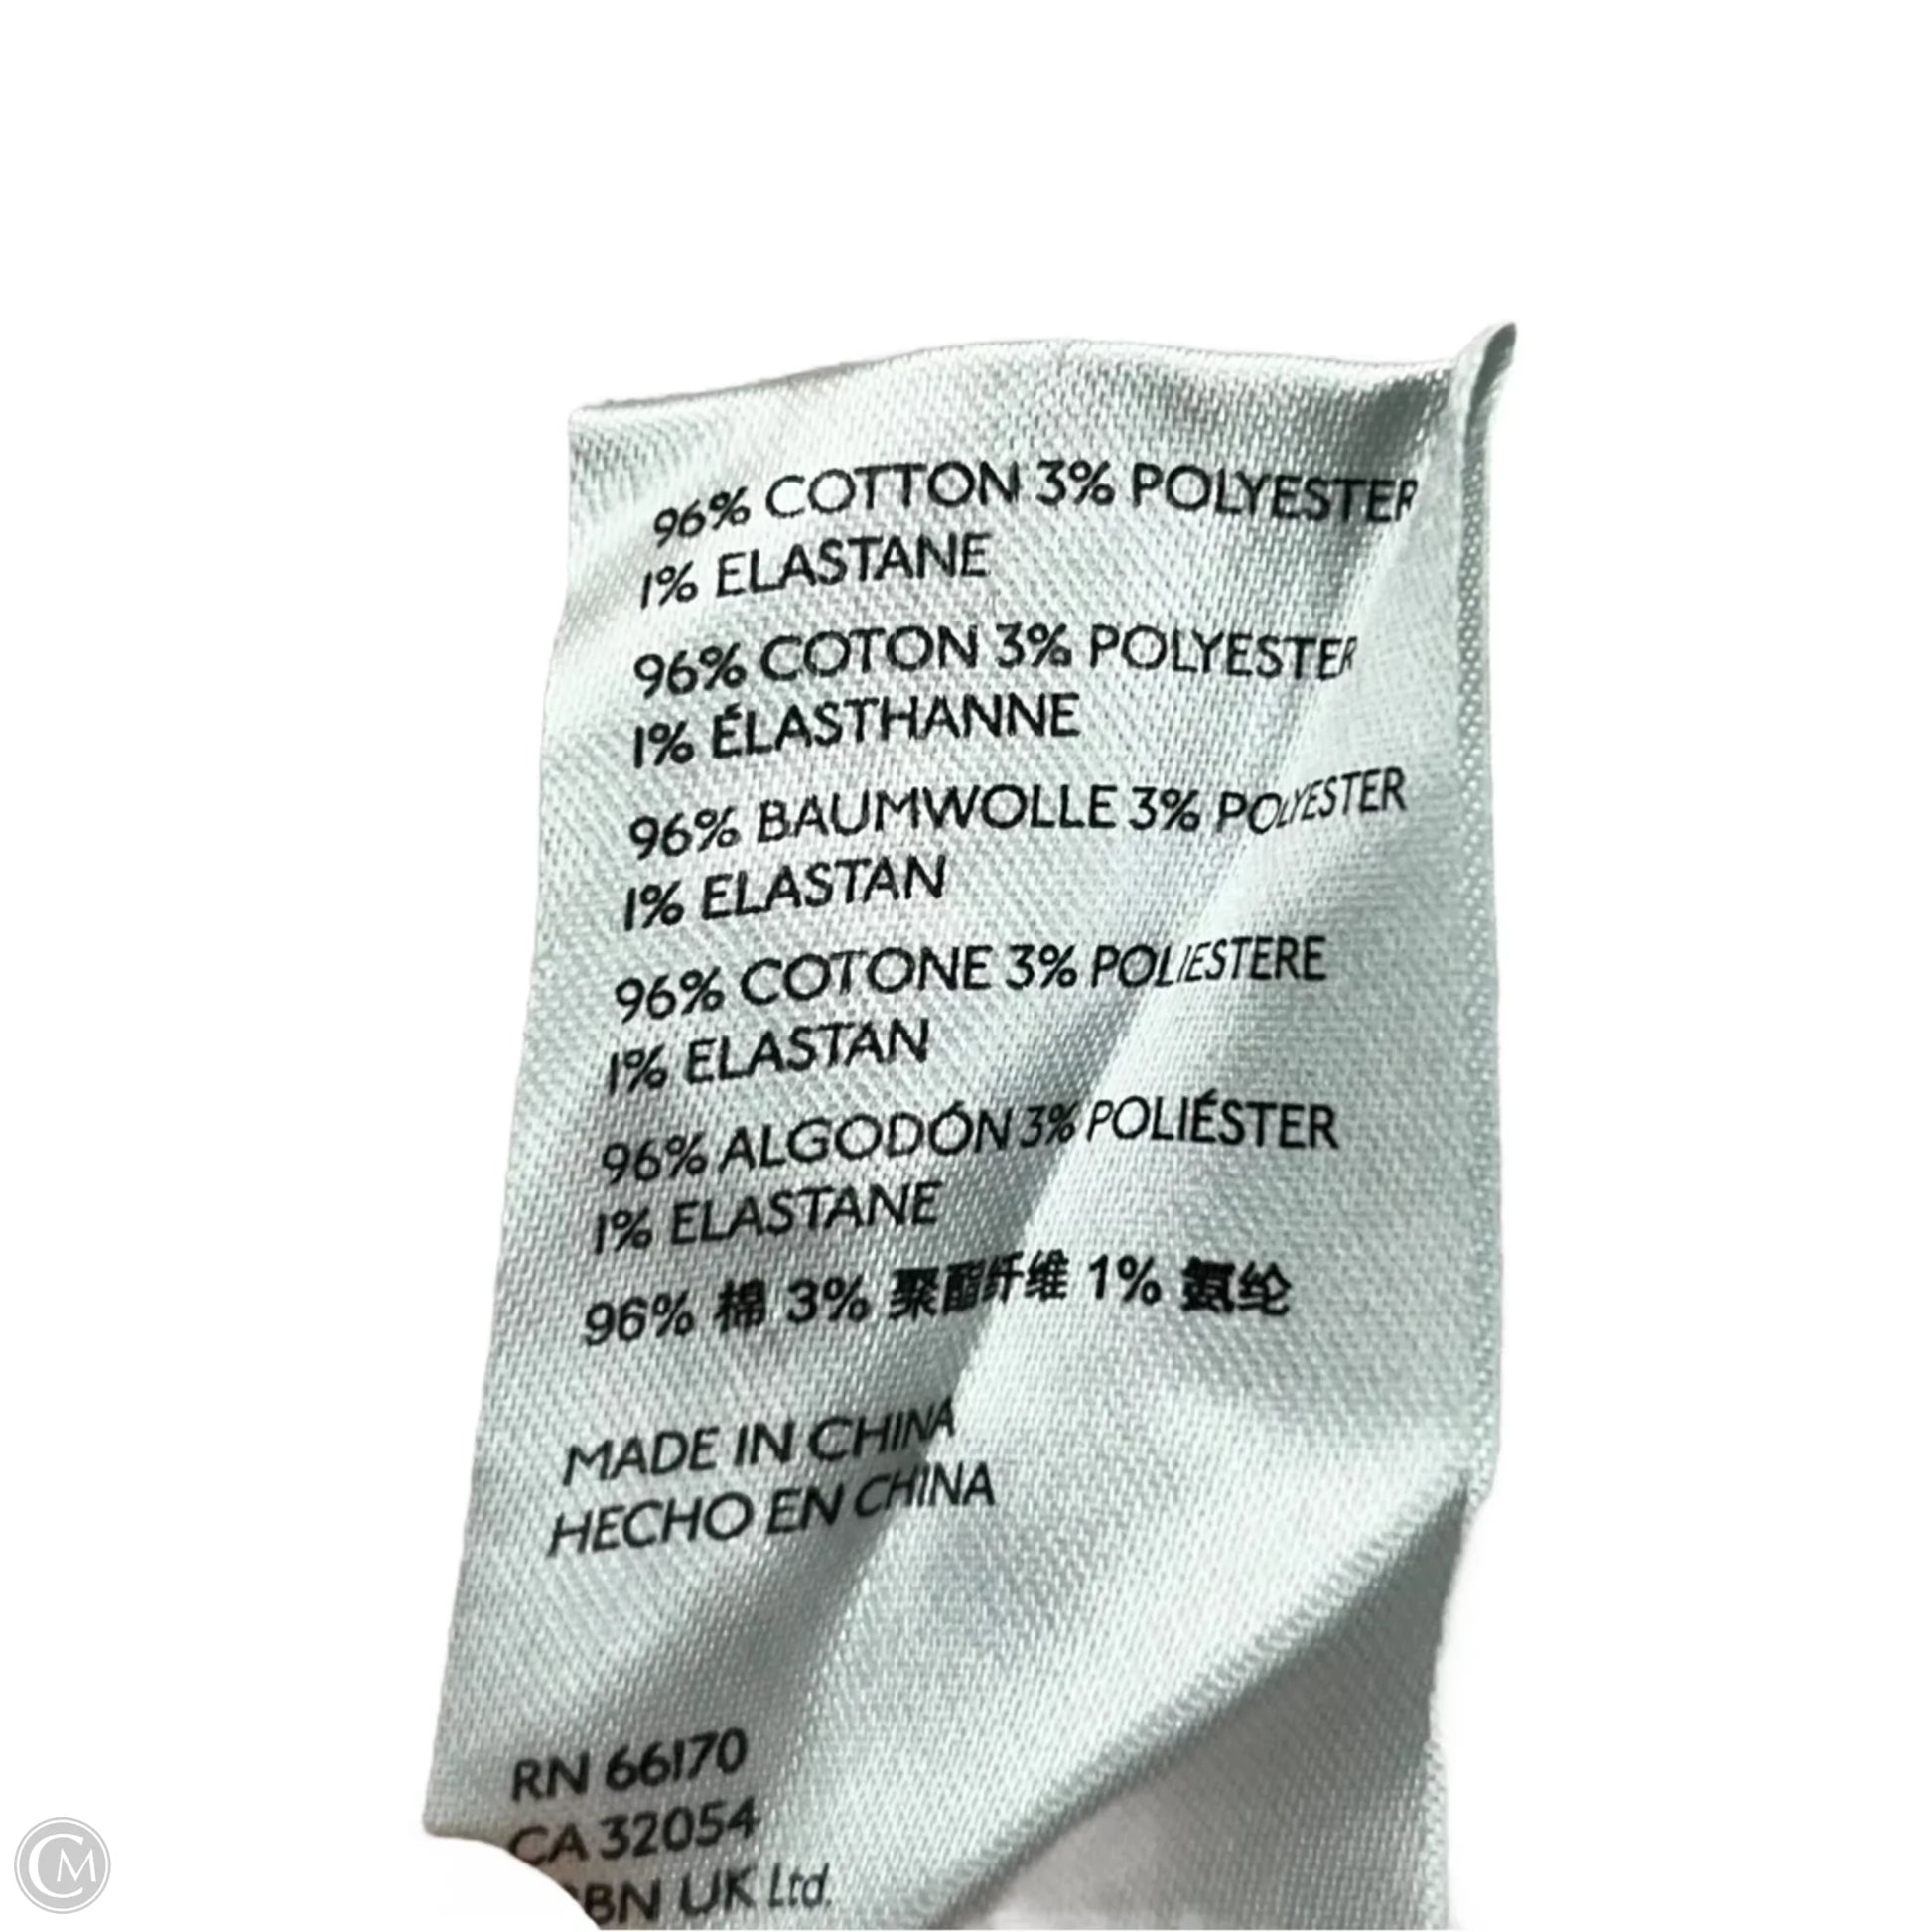 96% COTTON 3% POLYESTER
1% ELASTANE
96% COTON 3% POLYESTER
1% ÉLASTHANNE
96% BAUMWOLLE 3% POLYESTER
1% ELASTAN
96% COTONE 3% POLIESTERE
1% ELASTAN
96% ALGODÓN 3% POLIÉSTER
1% ELASTANE
96% 棉 3% 聚酯纤维 1% 氨纶
MADE IN CHINA
HECHO EN CHINA
RN 66170
CA 32054
UK Ltd.
CM